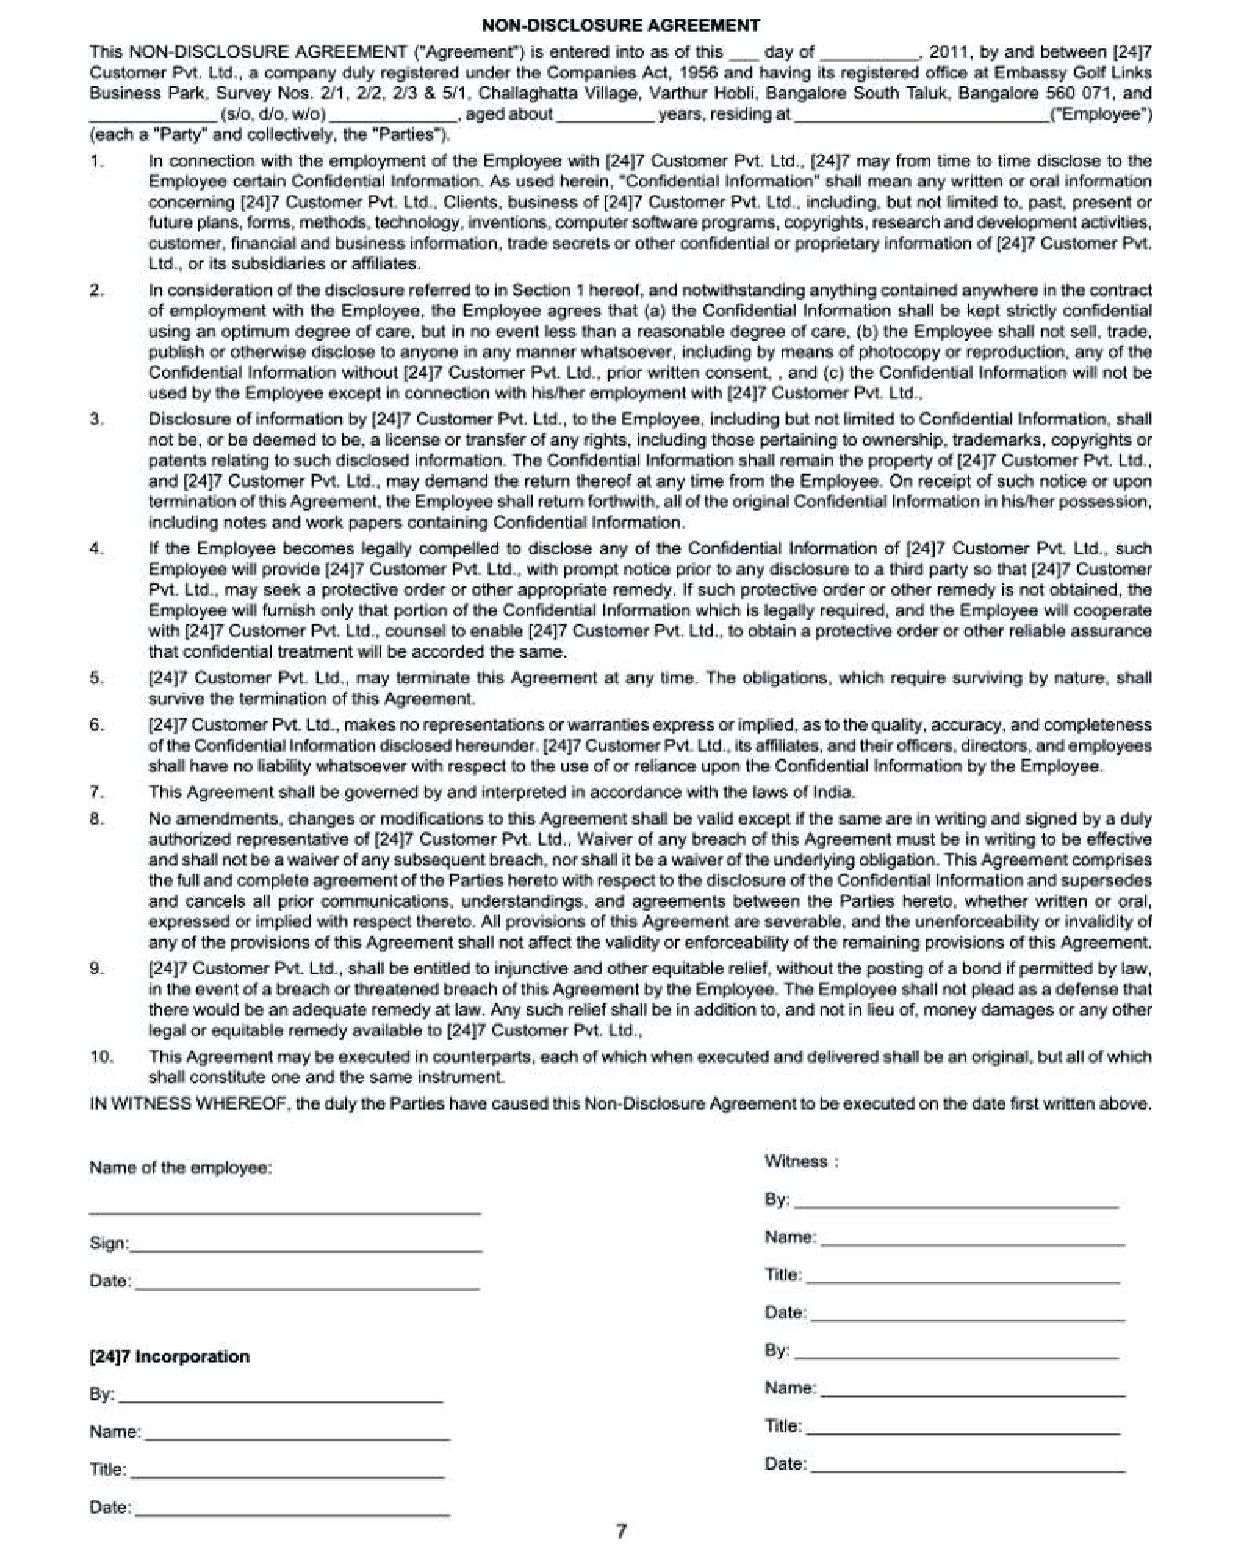 NON-DISCLOSURE AGREEMENT
This NON-DISCLOSURE AGREEMENT ("Agreement") is entered into as of this ___ day of _________, 2011, by and between [24]7
Customer Pvt. Ltd., a company duly registered under the Companies Act, 1956 and having its registered office at Embassy Golf Links
Business Park, Survey Nos. 2/1, 2/2, 2/3 & 5/1, Challaghatta Village, Varthur Hobli, Bangalore South Taluk, Bangalore 560 071, and
____________ (s/o, d/o, w/o) ____________, aged about _________ years, residing at ________________________ ("Employee")
(each a "Party" and collectively, the "Parties").
1. In connection with the employment of the Employee with [24]7 Customer Pvt. Ltd., [24]7 may from time to time disclose to the
Employee certain Confidential Information. As used herein, "Confidential Information" shall mean any written or oral information
concerning [24]7 Customer Pvt. Ltd., Clients, business of [24]7 Customer Pvt. Ltd., including, but not limited to, past, present or
future plans, forms, methods, technology, inventions, computer software programs, copyrights, research and development activities,
customer, financial and business information, trade secrets or other confidential or proprietary information of [24]7 Customer Pvt.
Ltd., or its subsidiaries or affiliates.
2. In consideration of the disclosure referred to in Section 1 hereof, and notwithstanding anything contained anywhere in the contract
of employment with the Employee, the Employee agrees that (a) the Confidential Information shall be kept strictly confidential
using an optimum degree of care, but in no event less than a reasonable degree of care, (b) the Employee shall not sell, trade,
publish or otherwise disclose to anyone in any manner whatsoever, including by means of photocopy or reproduction, any of the
Confidential Information without [24]7 Customer Pvt. Ltd., prior written consent, , and (c) the Confidential Information will not be
used by the Employee except in connection with his/her employment with [24]7 Customer Pvt. Ltd.,
3. Disclosure of information by [24]7 Customer Pvt. Ltd., to the Employee, including but not limited to Confidential Information, shall
not be, or be deemed to be, a license or transfer of any rights, including those pertaining to ownership, trademarks, copyrights or
patents relating to such disclosed information. The Confidential Information shall remain the property of [24]7 Customer Pvt. Ltd.,
and [24]7 Customer Pvt. Ltd., may demand the return thereof at any time from the Employee. On receipt of such notice or upon
termination of this Agreement, the Employee shall return forthwith, all of the original Confidential Information in his/her possession,
including notes and work papers containing Confidential Information.
4. If the Employee becomes legally compelled to disclose any of the Confidential Information of [24]7 Customer Pvt. Ltd., such
Employee will provide [24]7 Customer Pvt. Ltd., with prompt notice prior to any disclosure to a third party so that [24]7 Customer
Pvt. Ltd., may seek a protective order or other appropriate remedy. If such protective order or other remedy is not obtained, the
Employee will furnish only that portion of the Confidential Information which is legally required, and the Employee will cooperate
with [24]7 Customer Pvt. Ltd., counsel to enable [24]7 Customer Pvt. Ltd., to obtain a protective order or other reliable assurance
that confidential treatment will be accorded the same.
5. [24]7 Customer Pvt. Ltd., may terminate this Agreement at any time. The obligations, which require surviving by nature, shall
survive the termination of this Agreement.
6. [24]7 Customer Pvt. Ltd., makes no representations or warranties express or implied, as to the quality, accuracy, and completeness
of the Confidential Information disclosed hereunder. [24]7 Customer Pvt. Ltd., its affiliates, and their officers, directors, and employees
shall have no liability whatsoever with respect to the use of or reliance upon the Confidential Information by the Employee.
7. This Agreement shall be governed by and interpreted in accordance with the laws of India.
8. No amendments, changes or modifications to this Agreement shall be valid except if the same are in writing and signed by a duly
authorized representative of [24]7 Customer Pvt. Ltd., Waiver of any breach of this Agreement must be in writing to be effective
and shall not be a waiver of any subsequent breach, nor shall it be a waiver of the underlying obligation. This Agreement comprises
the full and complete agreement of the Parties hereto with respect to the disclosure of the Confidential Information and supersedes
and cancels all prior communications, understandings, and agreements between the Parties hereto, whether written or oral,
expressed or implied with respect thereto. All provisions of this Agreement are severable, and the unenforceability or invalidity of
any of the provisions of this Agreement shall not affect the validity or enforceability of the remaining provisions of this Agreement.
9. [24]7 Customer Pvt. Ltd., shall be entitled to injunctive and other equitable relief, without the posting of a bond if permitted by law,
in the event of a breach or threatened breach of this Agreement by the Employee. The Employee shall not plead as a defense that
there would be an adequate remedy at law. Any such relief shall be in addition to, and not in lieu of, money damages or any other
legal or equitable remedy available to [24]7 Customer Pvt. Ltd.,
10. This Agreement may be executed in counterparts, each of which when executed and delivered shall be an original, but all of which
shall constitute one and the same instrument.
IN WITNESS WHEREOF, the duly the Parties have caused this Non-Disclosure Agreement to be executed on the date first written above.
Name of the employee:
Sign:
Date:
[24]7 Incorporation
By:
Name:
Title:
Date:
Witness :
By:
Name:
Title:
Date:
By:
Name:
Title:
Date:
7